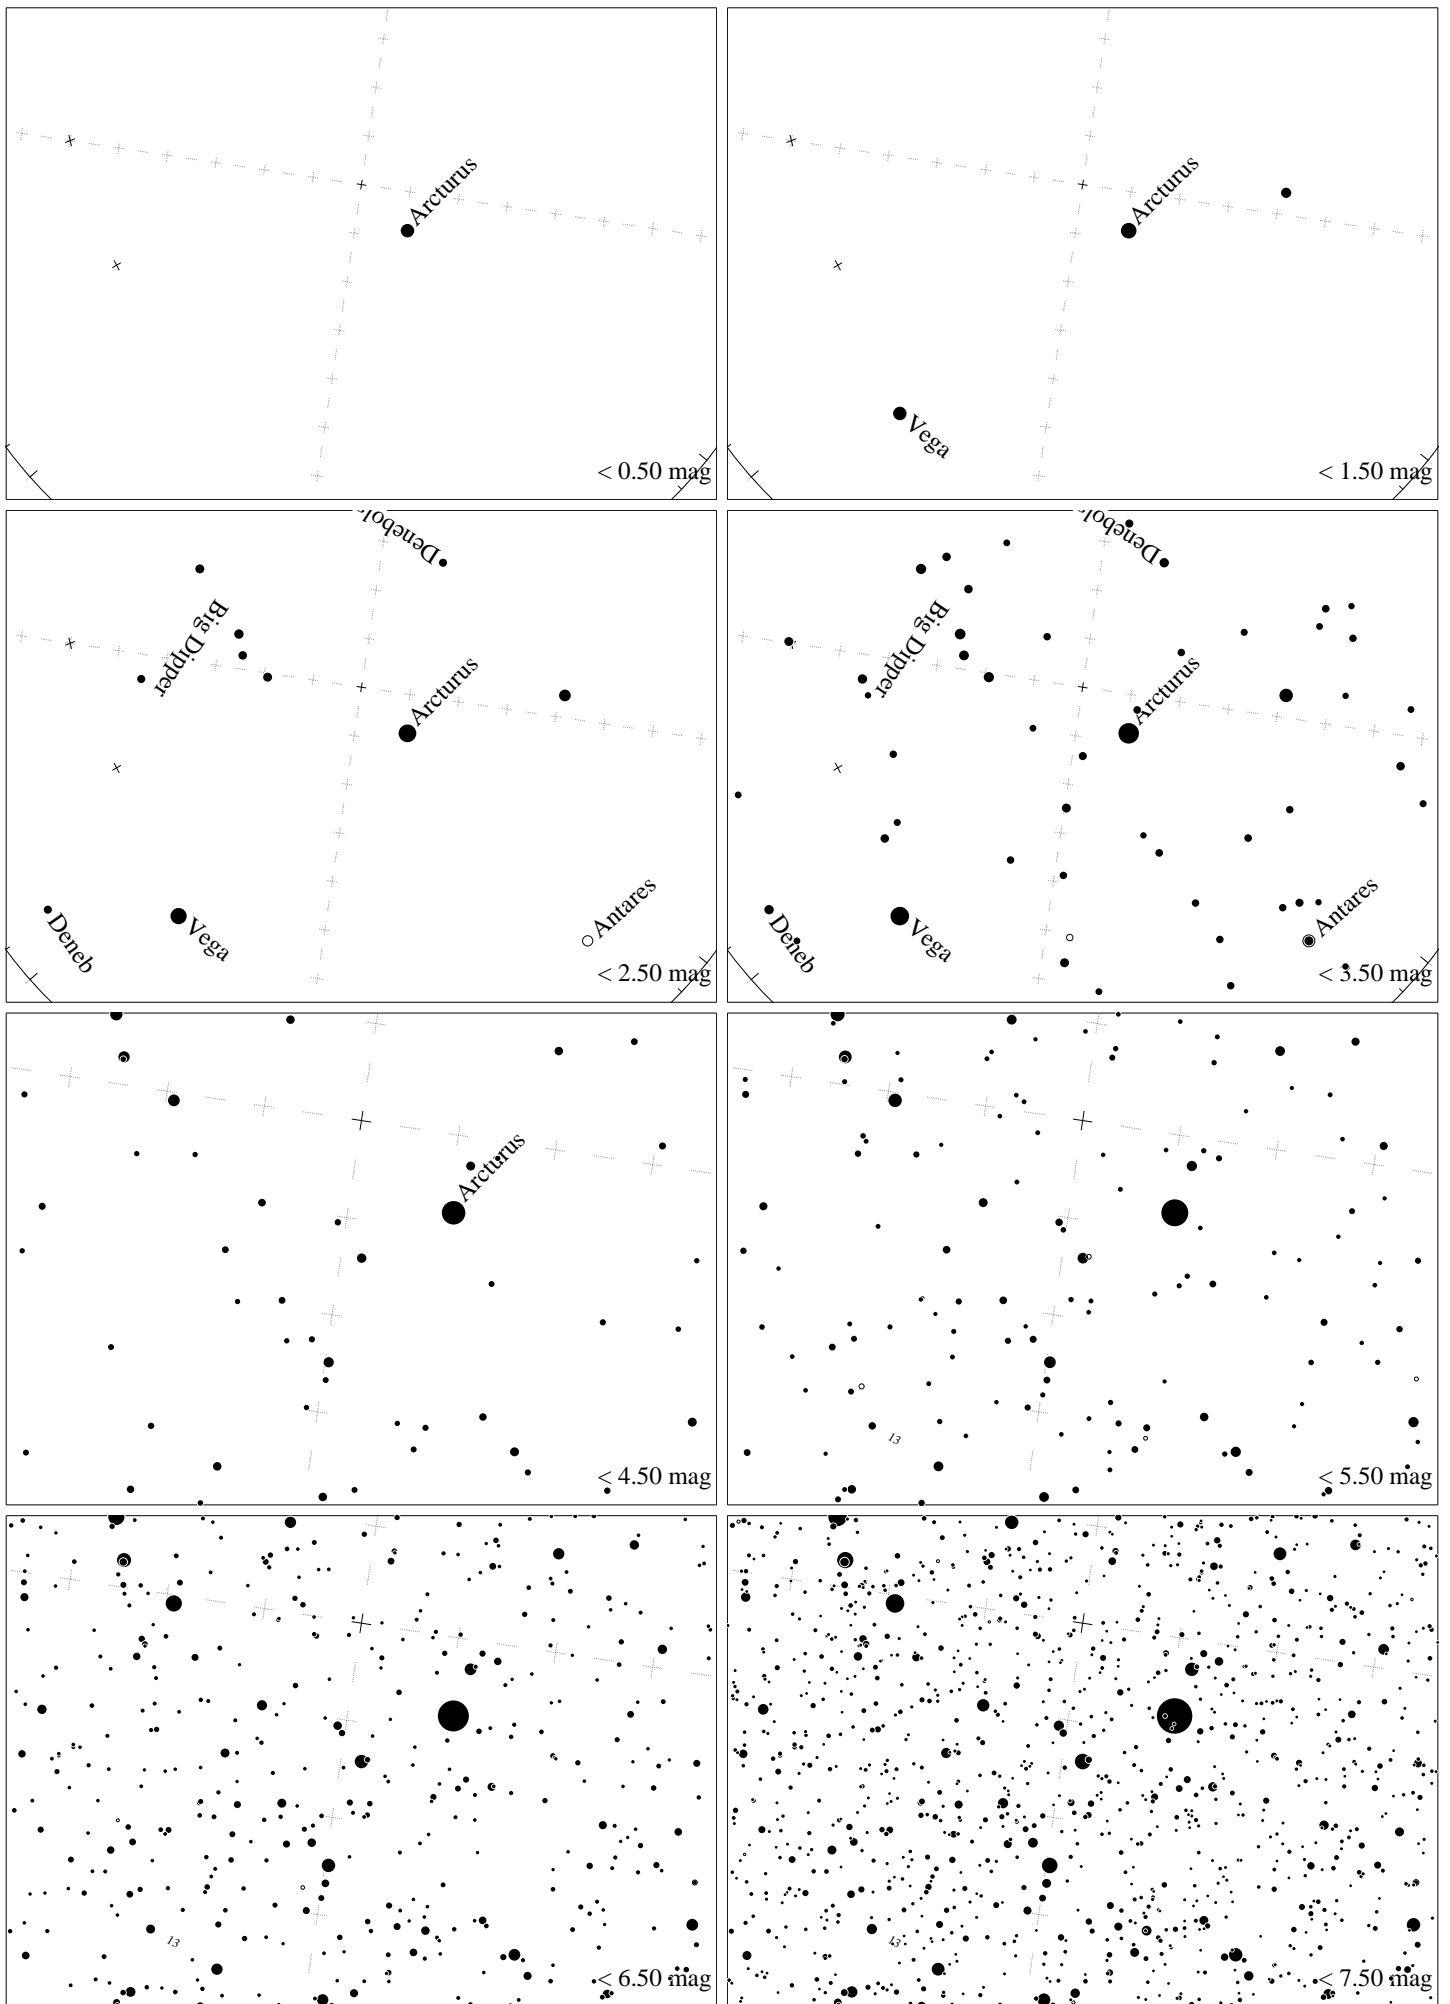 Arcturus
< 0.50 mag
Arcturus
Vega
< 1.50 mag
Denebol
Big Dipper
Arcturus
Deneb
Vega
Antares
< 2.50 mag
Denebol
Big Dipper
Arcturus
Deneb
Vega
Antares
< 3.50 mag
Arcturus
< 4.50 mag
13
< 5.50 mag
13
< 6.50 mag
13
< 7.50 mag